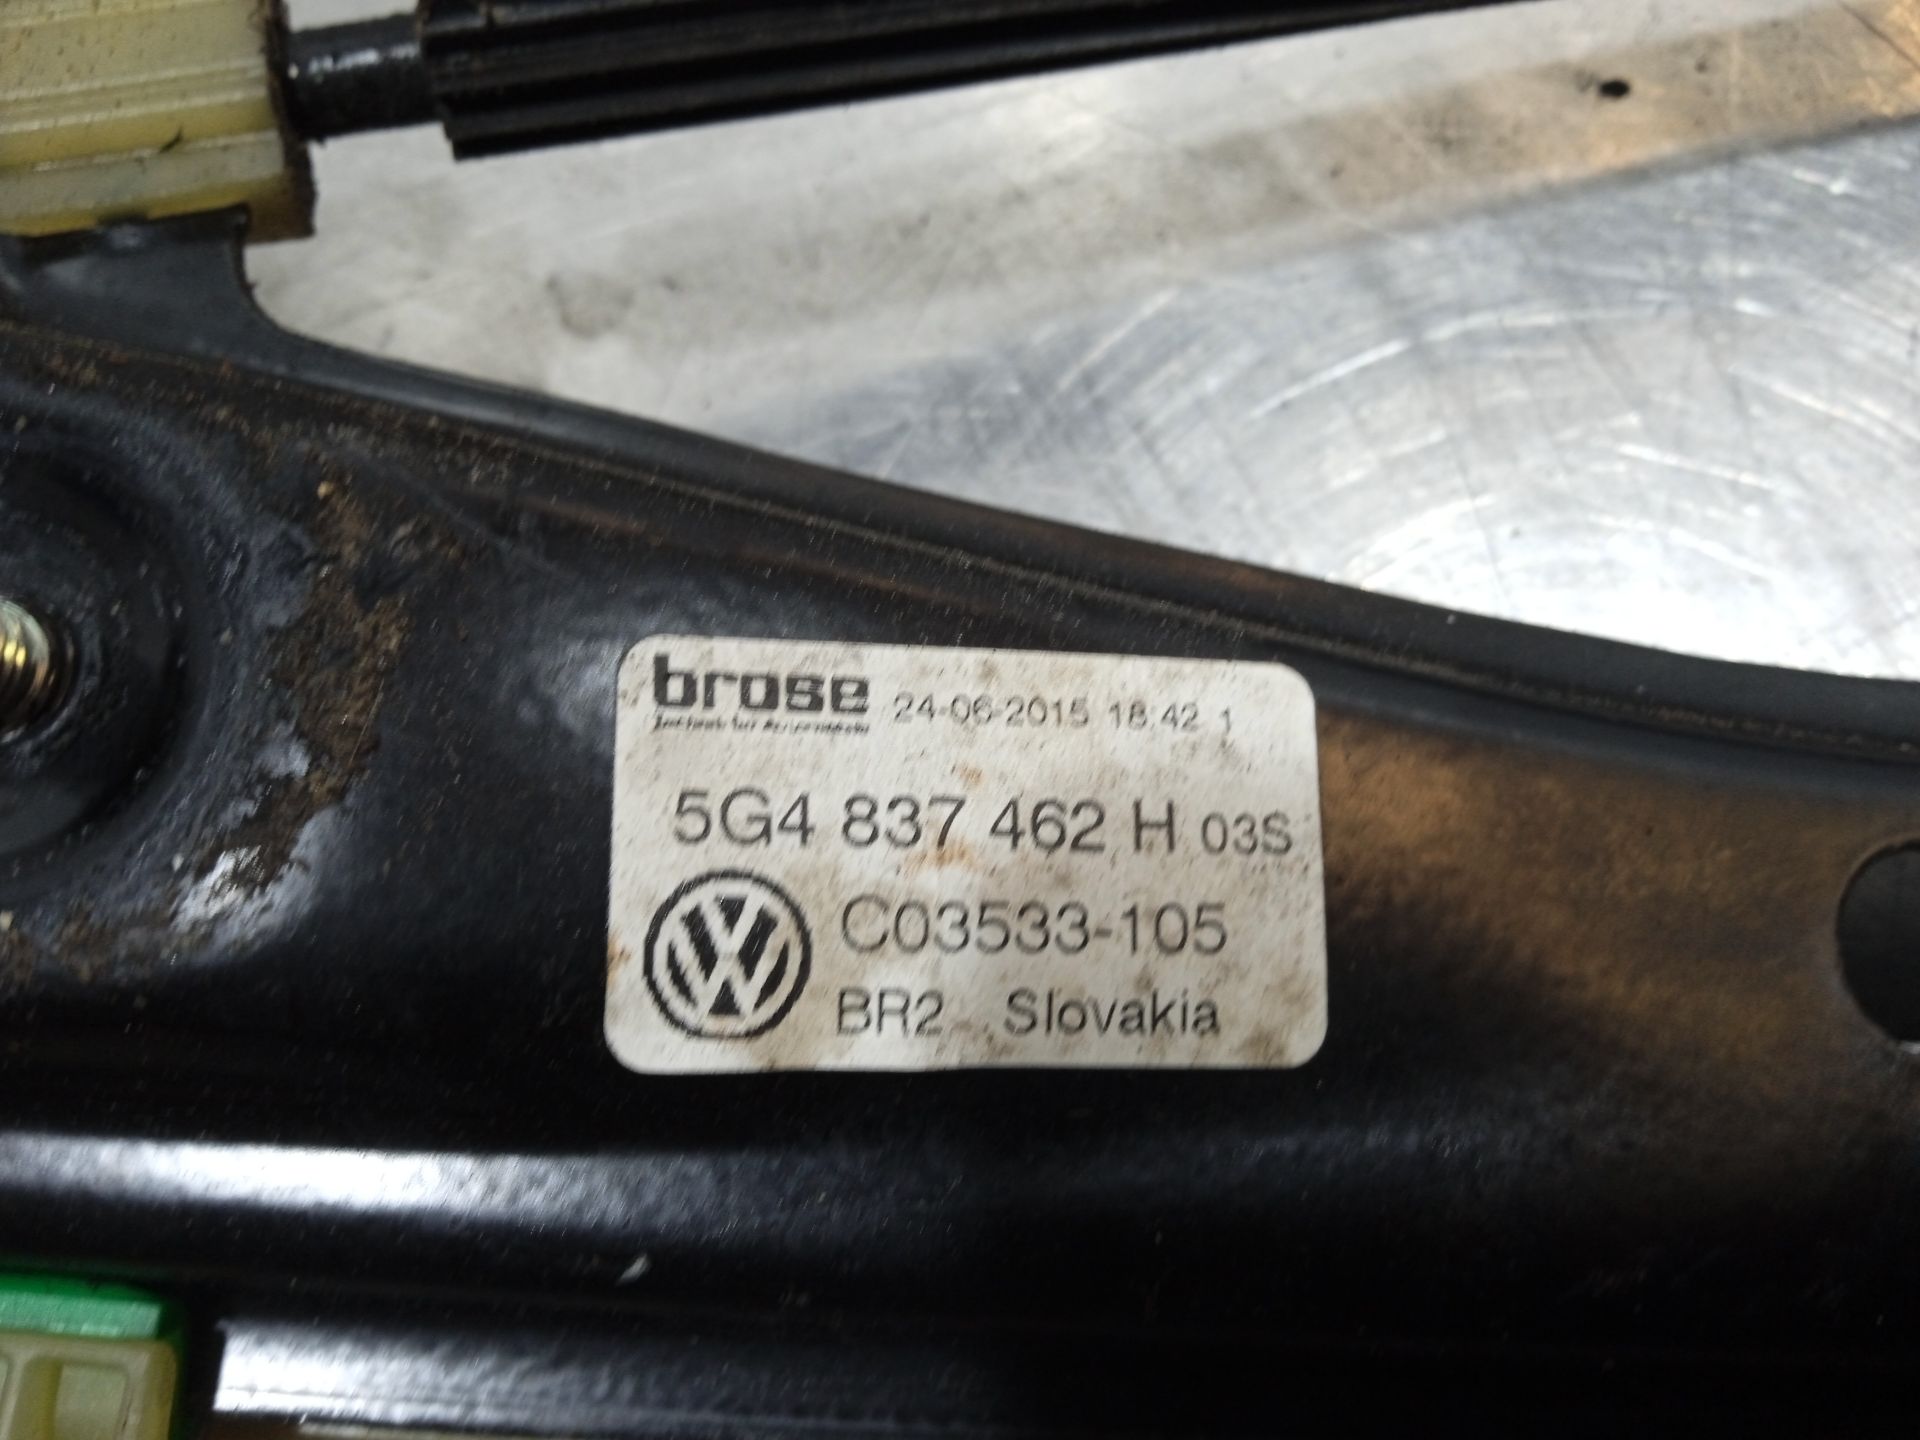 brose 24-06-2015 18:42 1
5G4 837 462 H 03S
C03533-105
BR2 Slovakia